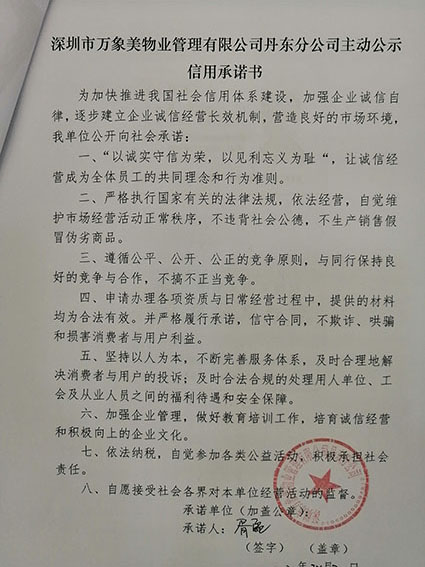 深圳市万象美物业管理有限公司丹东分公司主动公示
信用承诺书
为加快推进我国社会信用体系建设，加强企业诚信自
律，逐步建立企业诚信经营长效机制，营造良好的市场环境，
我单位公开向社会承诺：
一、“以诚实守信为荣，以见利忘义为耻“，让诚信经
营成为全体员工的共同理念和行为准则。
二、严格执行国家有关的法律法规，依法经营，自觉维
护市场经营活动正常秩序，不违背社会公德，不生产销售假
冒伪劣商品。
三、遵循公平、公开、公正的竞争原则，与同行保持良
好的竞争与合作，不搞不正当竞争。
四、申请办理各项资质与日常经营过程中，提供的材料
均为合法有效。并严格履行承诺，信守合同，不欺诈、哄骗
和损害消费者与用户利益。
五、坚持以人为本，不断完善服务体系，及时合理地解
决消费者与用户的投诉；及时合法合规的处理用人单位、工
会及从业人员之间的福利待遇和安全保障。
六、加强企业管理，做好教育培训工作，培育诚信经营
和积极向上的企业文化。
七、依法纳税，自觉参加各类公益活动，积极承担社会
责任。
八、自愿接受社会各界对本单位经营活动的监督。
承诺单位（加盖公章）：
承诺人：
（签字）（盖章）